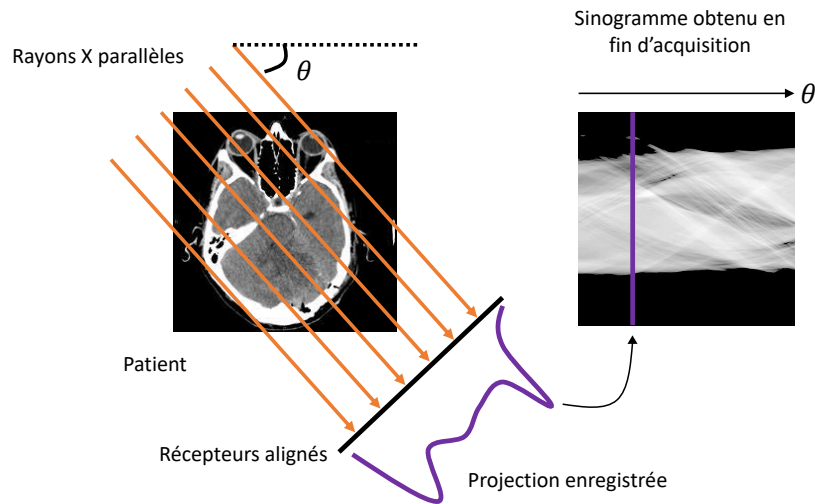 Sinogramme obtenu en
fin d'acquisition
Rayons X parallèles
θ
θ
Patient
Récepteurs alignés
Projection enregistrée